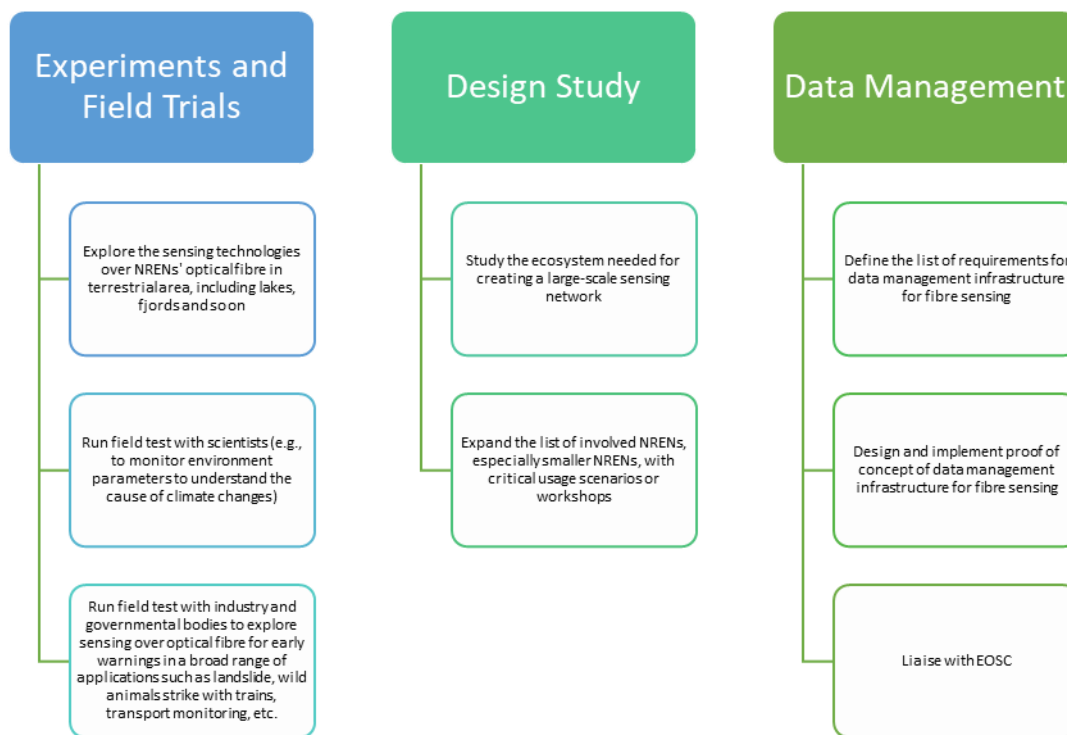 Experiments and
Field Trials
Explore the sensing technologies
over NRENs' optical fibre in
terrestrial area, including lakes,
fjords and so on
Run field test with scientists (e.g.,
to monitor environment
parameters to understand the
cause of climate changes)
Run field test with industry and
governmental bodies to explore
sensing over optical fibre for early
warnings in a broad range of
applications such as landslide, wild
animals strike with trains,
transport monitoring, etc.
Design Study
Study the ecosystem needed for
creating a large-scale sensing
network
Expand the list of involved NRENs,
especially smaller NRENs, with
critical usage scenarios or
workshops
Data Management
Define the list of requirements for
data management infrastructure
for fibre sensing
Design and implement proof of
concept of data management
infrastructure for fibre sensing
Liaise with EOSC